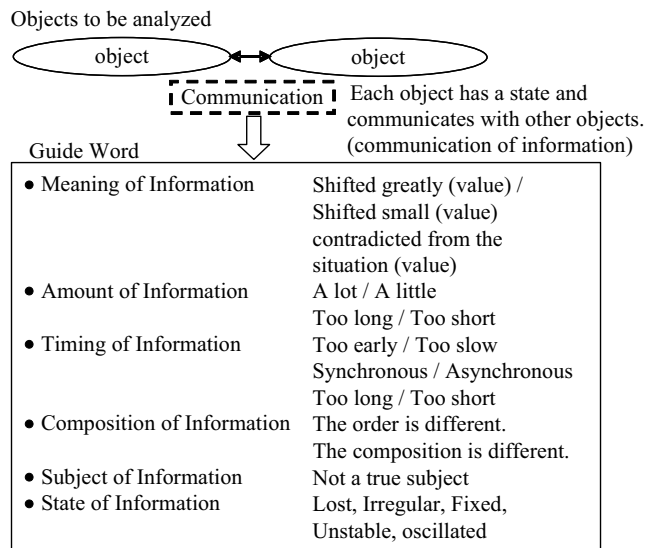 Objects to be analyzed
object object
Communication
Each object has a state and
communicates with other objects.
(communication of information)
Guide Word
● Meaning of Information Shifted greatly (value) /
Shifted small (value)
contradicted from the
situation (value)
● Amount of Information A lot / A little
Too long / Too short
● Timing of Information Too early / Too slow
Synchronous / Asynchronous
Too long / Too short
● Composition of Information The order is different.
The composition is different.
● Subject of Information Not a true subject
● State of Information Lost, Irregular, Fixed,
Unstable, oscillated